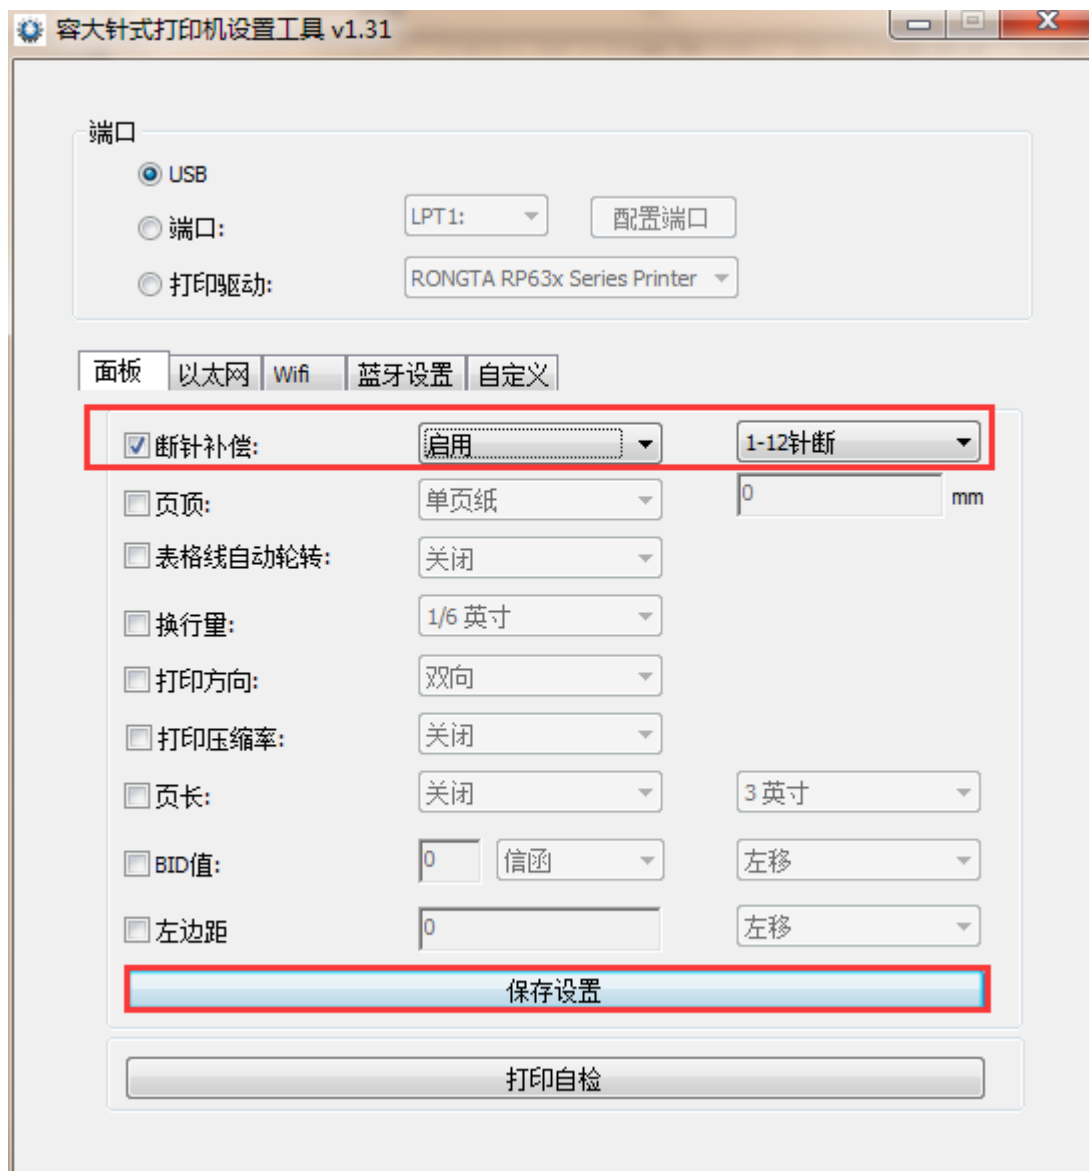 容大针式打印机设置工具 v1.31
端口
USB
端口: LPT1: 配置端口
打印驱动: RONGTA RP63x Series Printer
面板 以太网 Wifi 蓝牙设置 自定义
断针补偿: 启用 1-12针断
页顶: 单页纸 0 mm
表格线自动轮转: 关闭
换行量: 1/6 英寸
打印方向: 双向
打印压缩率: 关闭
页长: 关闭 3 英寸
BID值: 0 信函 左移
左边距 0 左移
保存设置
打印自检